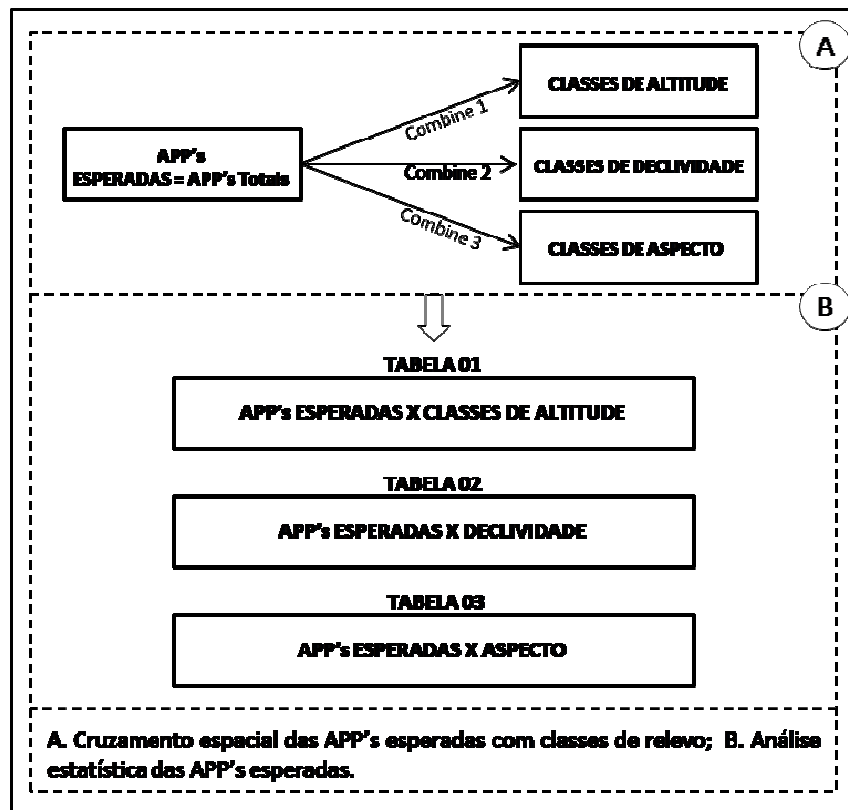 A
CLASSES DE ALTITUDE
Combine 1
APP's
ESPERADAS = APP's Totais
Combine 2
CLASSES DE DECLIVIDADE
Combine 3
CLASSES DE ASPECTO
B
TABELA 01
APP's ESPERADAS X CLASSES DE ALTITUDE
TABELA 02
APP's ESPERADAS X DECLIVIDADE
TABELA 03
APP's ESPERADAS X ASPECTO
A. Cruzamento espacial das APP's esperadas com classes de relevo; B. Análise
estatística das APP's esperadas.